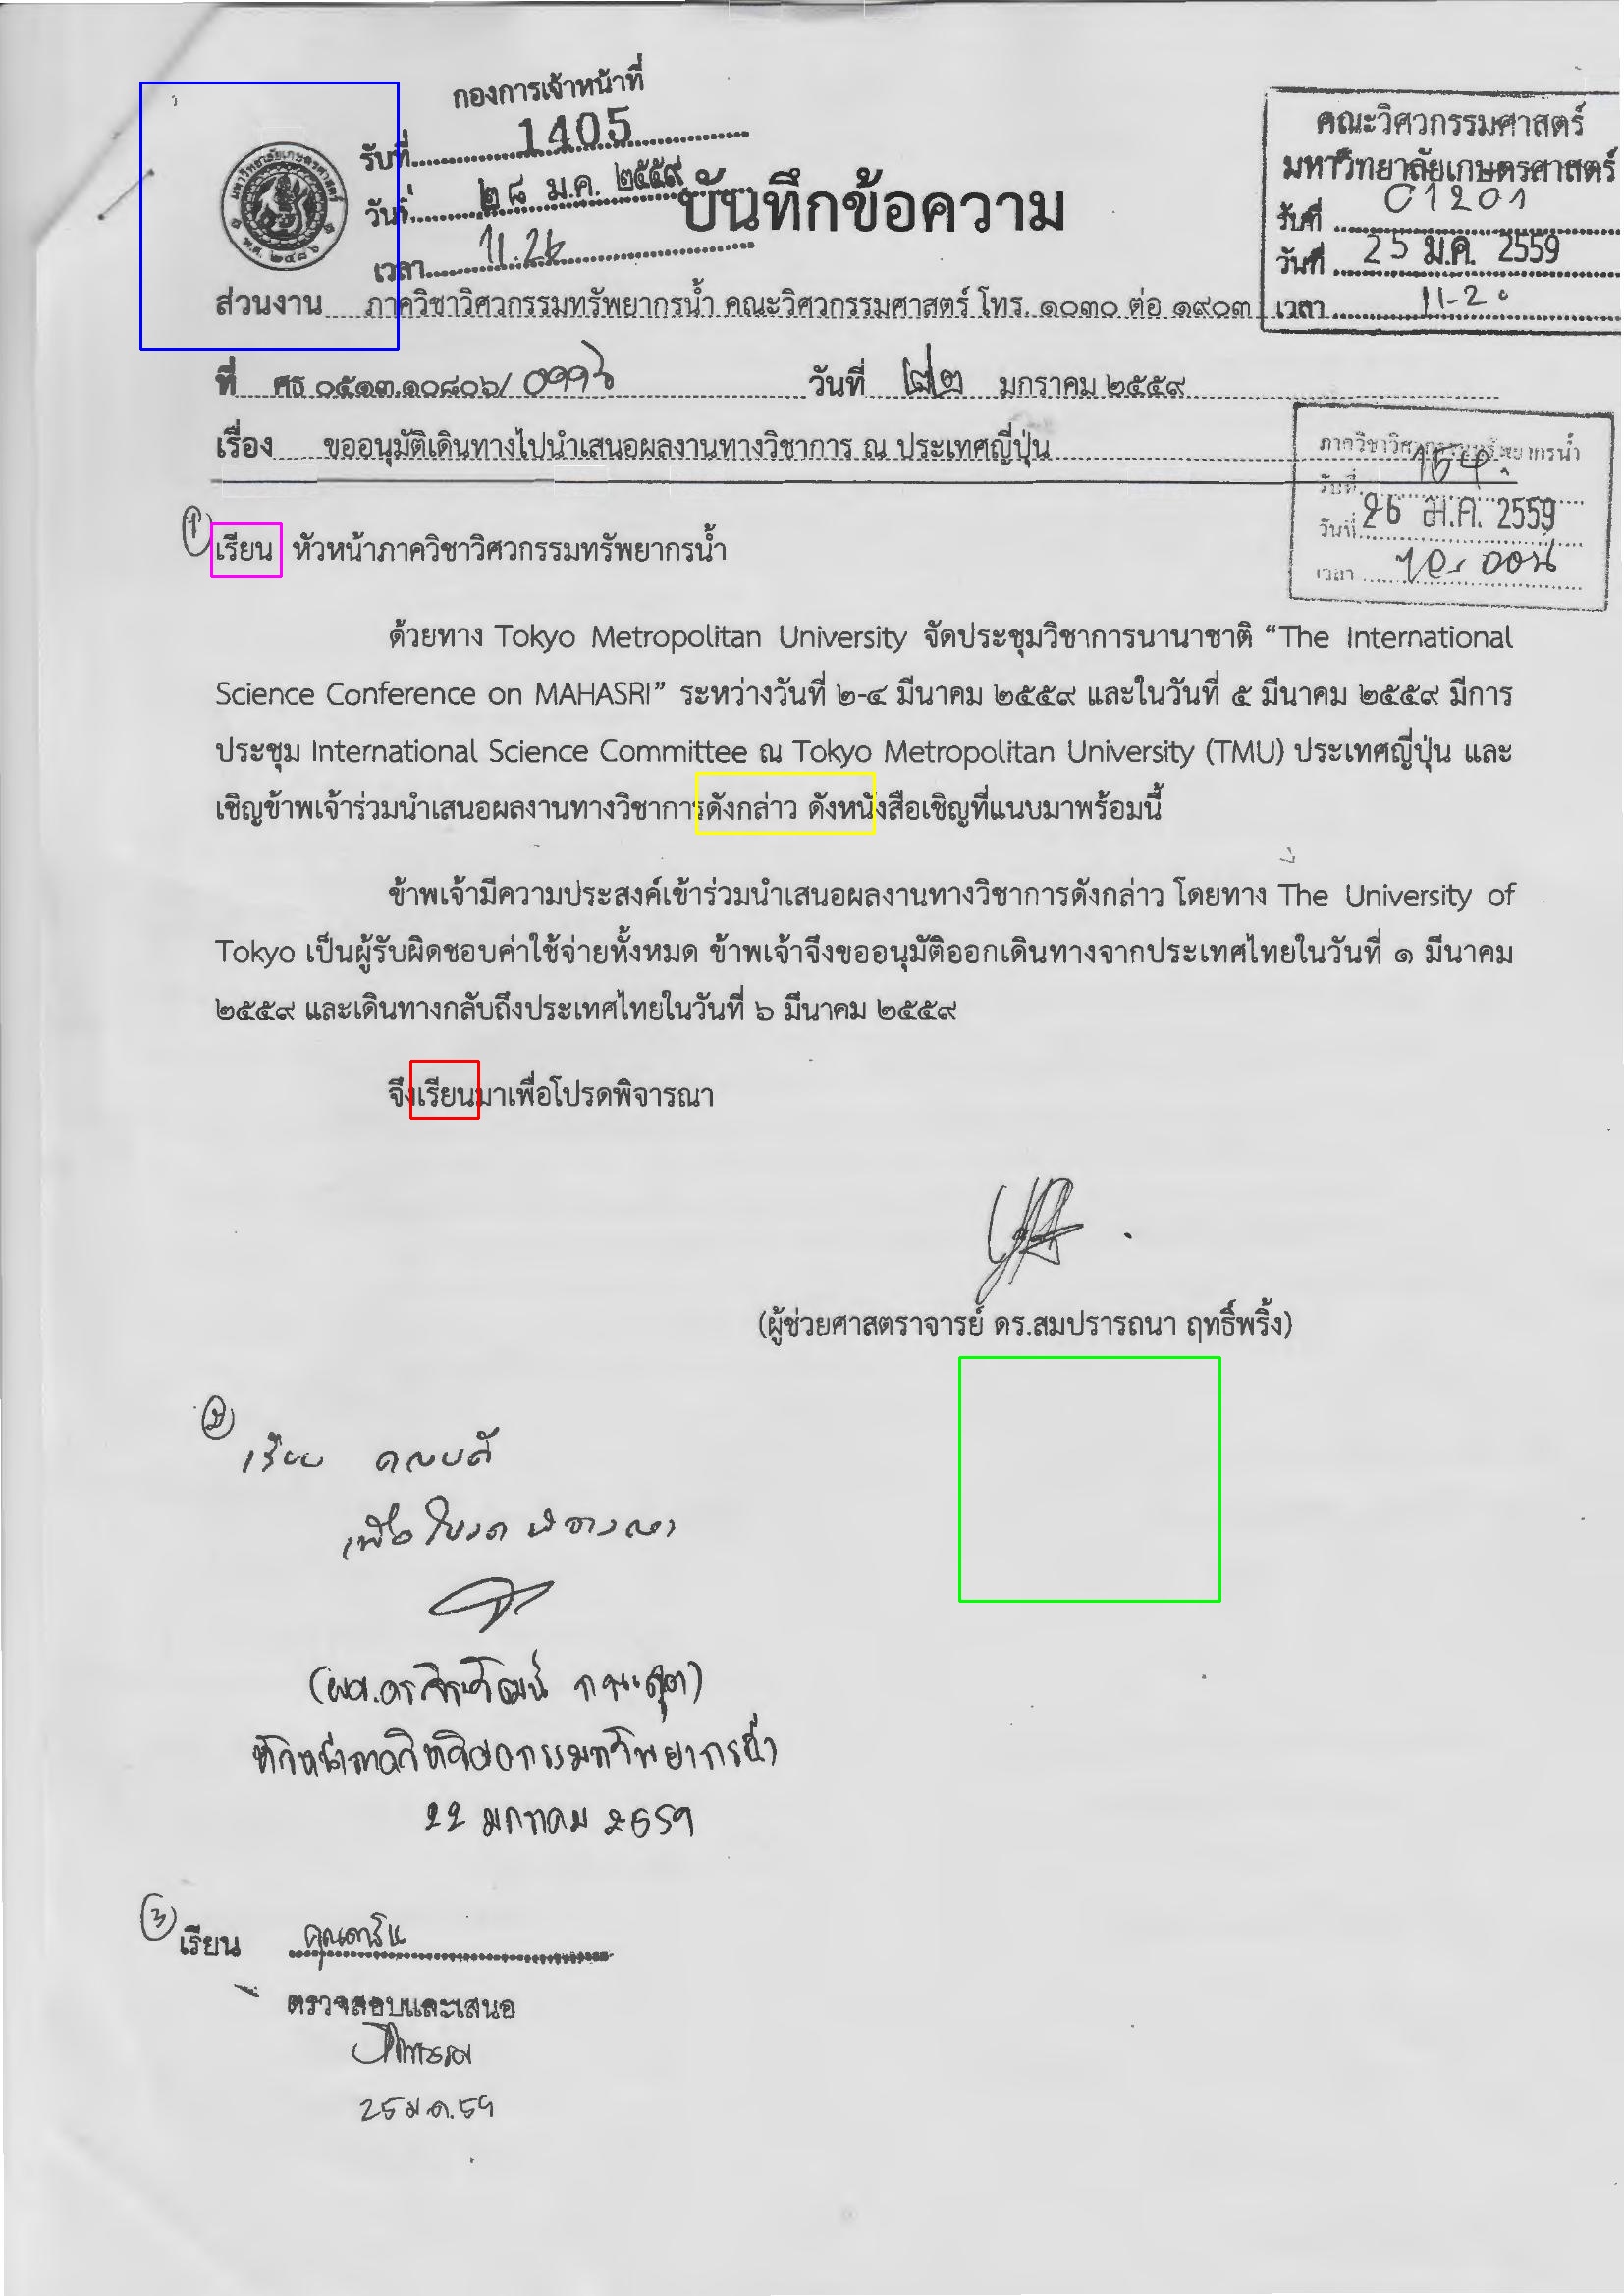 กองการเจ้าหน้าที่
รับที่ 1405
วันที่ ๒๘ ม.ค. ๒๕๕๙
เวลา 11.26
บันทึกข้อความ
คณะวิศวกรรมศาสตร์
มหาวิทยาลัยเกษตรศาสตร์
รับที่ 01201
วันที่ 25 ม.ค. 2559
เวลา 11-20
มหาวิทยาลัยเกษตรศาสตร์
พ.ศ. ๒๔๘๖
ส่วนงาน ภาควิชาวิศวกรรมทรัพยากรน้ำ คณะวิศวกรรมศาสตร์ โทร. ๑๐๓๐ ต่อ ๑๙๐๓
ที่ ศธ ๐๕๑๓.๑๐๘๐๖/ วันที่ ๒๒ มกราคม ๒๕๕๙
เรื่อง ขออนุมัติเดินทางไปนำเสนอผลงานทางวิชาการ ณ ประเทศญี่ปุ่น
ภาควิชาวิศวกรรมทรัพยากรน้ำ
รับที่
วันที่ 26 ม.ค. 2559
เวลา
1 เรียน หัวหน้าภาควิชาวิศวกรรมทรัพยากรน้ำ
ด้วยทาง Tokyo Metropolitan University จัดประชุมวิชาการนานาชาติ “The International
Science Conference on MAHASRI” ระหว่างวันที่ ๒-๔ มีนาคม ๒๕๕๙ และในวันที่ ๕ มีนาคม ๒๕๕๙ มีการ
ประชุม International Science Committee ณ Tokyo Metropolitan University (TMU) ประเทศญี่ปุ่น และ
เชิญข้าพเจ้าร่วมนำเสนอผลงานทางวิชาการดังกล่าว ดังหนังสือเชิญที่แนบมาพร้อมนี้
ข้าพเจ้ามีความประสงค์เข้าร่วมนำเสนอผลงานทางวิชาการดังกล่าว โดยทาง The University of
Tokyo เป็นผู้รับผิดชอบค่าใช้จ่ายทั้งหมด ข้าพเจ้าจึงขออนุมัติออกเดินทางจากประเทศไทยในวันที่ ๑ มีนาคม
๒๕๕๙ และเดินทางกลับถึงประเทศไทยในวันที่ ๖ มีนาคม ๒๕๕๙
จึงเรียนมาเพื่อโปรดพิจารณา
(ผู้ช่วยศาสตราจารย์ ดร.สมปรารถนา ฤทธิ์พริ้ง)
2
เรียน คณบดี
เพื่อโปรดพิจารณา
(ผศ.ดร.จิระวัฒน์ กณะสุต)
หัวหน้าภาควิชาวิศวกรรมทรัพยากรน้ำ
22 มกราคม 2559
3 เรียน
ตรวจสอบและเสนอ
25 ม.ค. 59